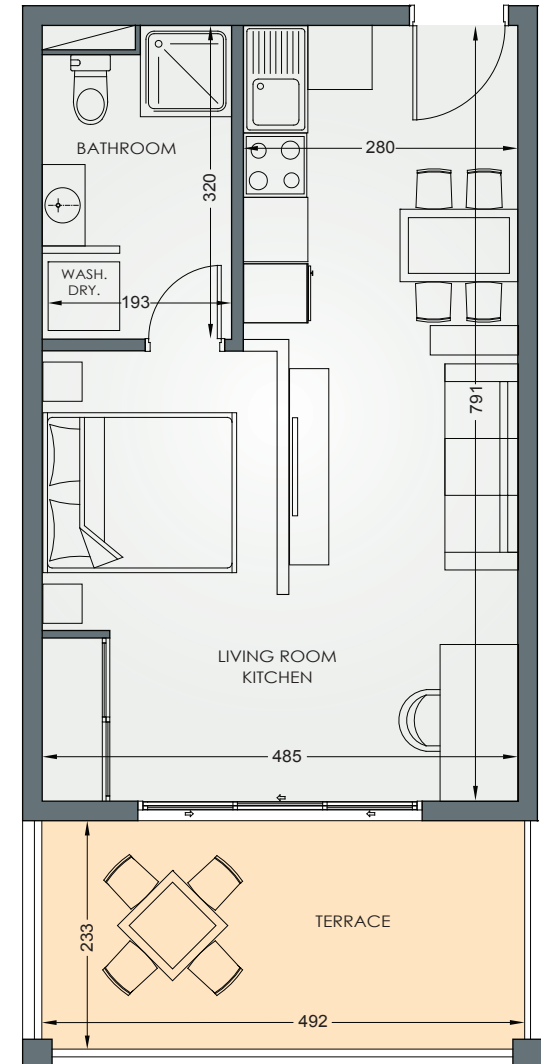 BATHROOM
280
320
WASH.
DRY.
193
791
LIVING ROOM
KITCHEN
485
TERRACE
233
492